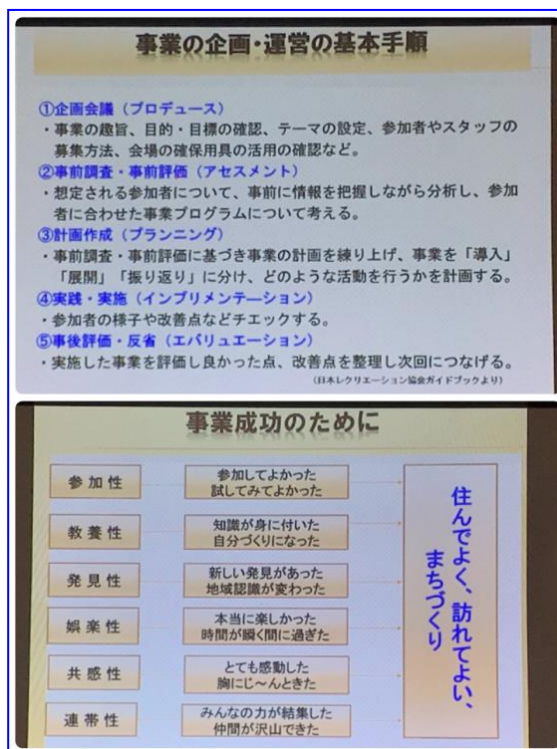 事業の企画・運営の基本手順
①企画会議（プロデュース）
・事業の趣旨、目的・目標の確認、テーマの設定、参加者やスタッフの
募集方法、会場の確保用具の活用の確認など。
②事前調査・事前評価（アセスメント）
・想定される参加者について、事前に情報を把握しながら分析し、参加
者に合わせた事業プログラムについて考える。
③計画作成（プランニング）
・事前調査・事前評価に基づき事業の計画を練り上げ、事業を「導入」
「展開」「振り返り」に分け、どのような活動を行うかを計画する。
④実践・実施（インプリメンテーション）
・参加者の様子や改善点などチエックする。
⑤事後評価・反省（エバリュエーション）
・実施した事業を評価し良かった点、改善点を整理し次回につなげる。
（日本レクリエーション協会ガイドブックより）
事業成功のために
参加性
参加してよかった
試してみてよかった
教養性
知識が身に付いた
自分づくりになった
発見性
新しい発見があった
地域認識が変わった
娯楽性
本当に楽しかった
時間が瞬く間に過ぎた
共感性
とても感動した
胸にじ～んときた
連帯性
みんなの力が結集した
仲間が沢山できた
住んでよく、訪れてよい、
まちづくり